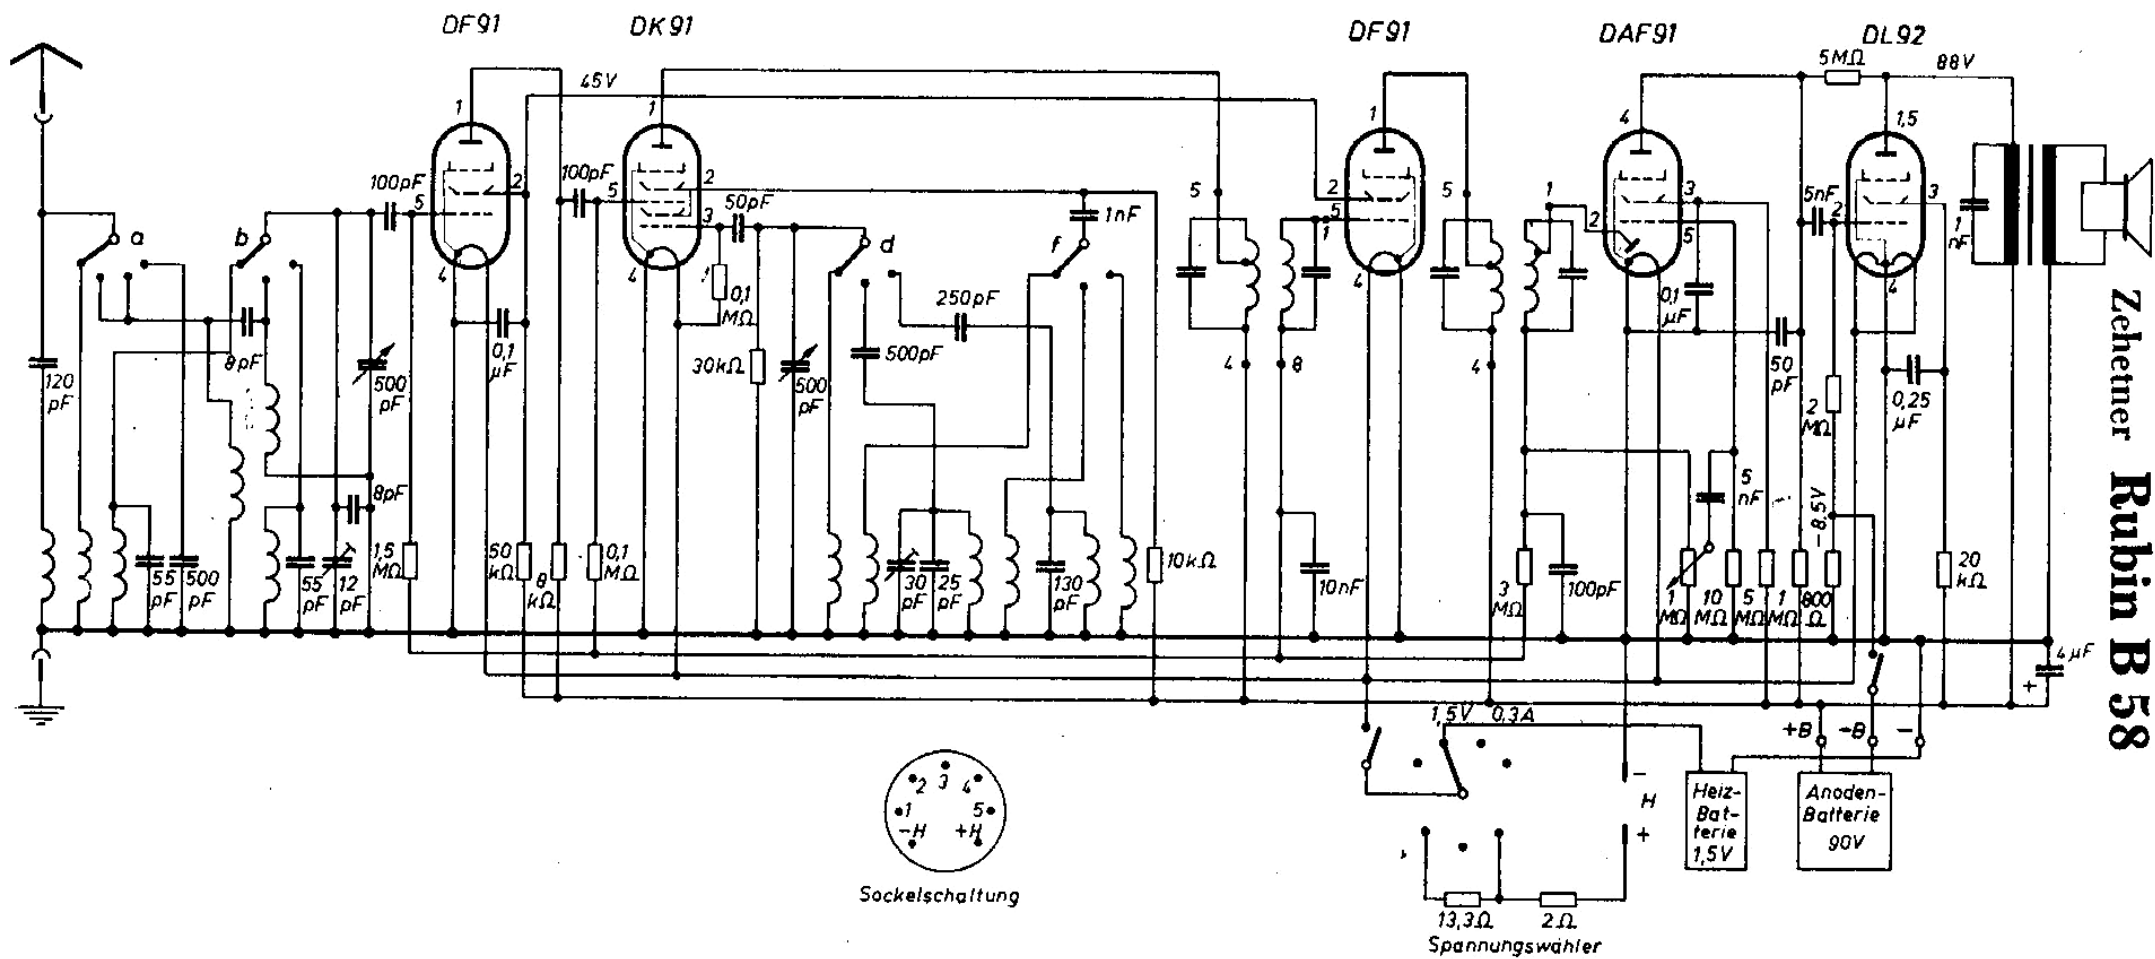 DF91
DK91
DF91
DAF91
DL92
5MΩ
88V
45V
1
1
1
4
1,5
100pF
5
2
100pF
5
2
3
50pF
1nF
5
2
5
1
5
1
2
3
5
5nF
2
3
1
nF
a
b
d
f
4
4
4
4
0,1
MΩ
250pF
0,1
µF
8pF
0,1
µF
30kΩ
500
pF
500pF
4
8
4
50
pF
0,25
µF
120
pF
500
pF
2
MΩ
8pF
5
nF
-8,5V
55
pF
500
pF
55
pF
12
pF
1,5
MΩ
50
kΩ
8
kΩ
0,1
MΩ
30
pF
25
pF
130
pF
10kΩ
10nF
3
MΩ
100pF
1
MΩ
10
MΩ
5
MΩ
1
MΩ
800
Ω
20
kΩ
4µF
+
1,5V 0,3A
+B
-B
-
-
H
+
Heiz-
Bat-
terie
1,5V
Anoden-
Batterie
90V
1
2
3
4
5
-H
+H
Sockelschaltung
13,3Ω
2Ω
Spannungswähler
Zehetner Rubin B 58